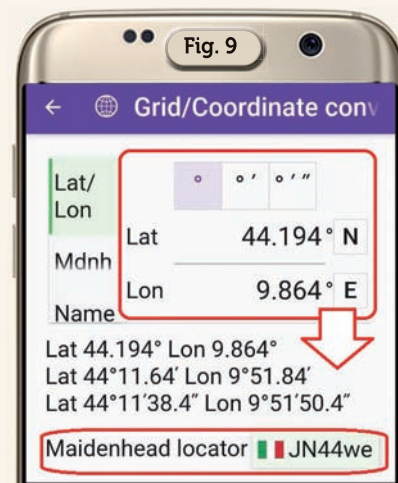 Fig. 9
← Grid/Coordinate conv
Lat/
Lon
° ° ′ ° ′ ″
Lat 44.194° N
Mdnh
Lon 9.864° E
Name
Lat 44.194° Lon 9.864°
Lat 44°11.64′ Lon 9°51.84′
Lat 44°11′38.4″ Lon 9°51′50.4″
Maidenhead locator JN44we